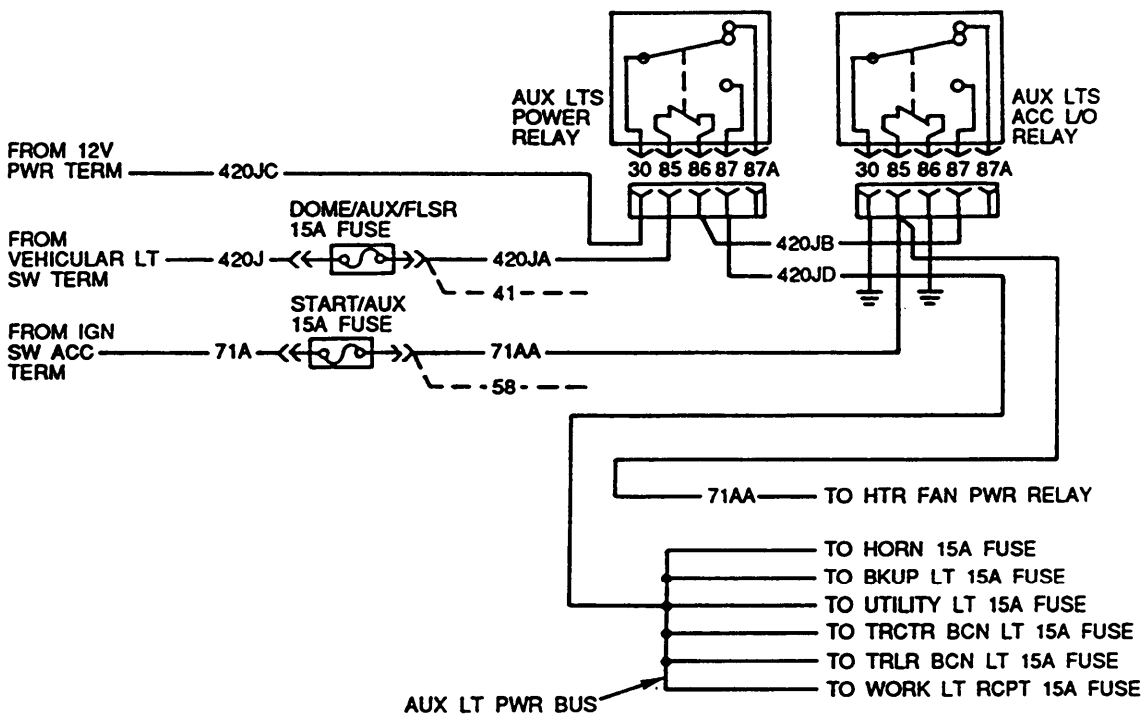 AUX LTS
POWER
RELAY
AUX LTS
ACC L/O
RELAY
30 85 86 87 87A
30 85 86 87 87A
FROM 12V
PWR TERM
420JC
DOME/AUX/FLSR
15A FUSE
FROM
VEHICULAR LT
SW TERM
420J
420JA
41
420JB
420JD
START/AUX
15A FUSE
FROM IGN
SW ACC
TERM
71A
71AA
58
71AA
TO HTR FAN PWR RELAY
TO HORN 15A FUSE
TO BKUP LT 15A FUSE
TO UTILITY LT 15A FUSE
TO TRCTR BCN LT 15A FUSE
TO TRLR BCN LT 15A FUSE
TO WORK LT RCPT 15A FUSE
AUX LT PWR BUS